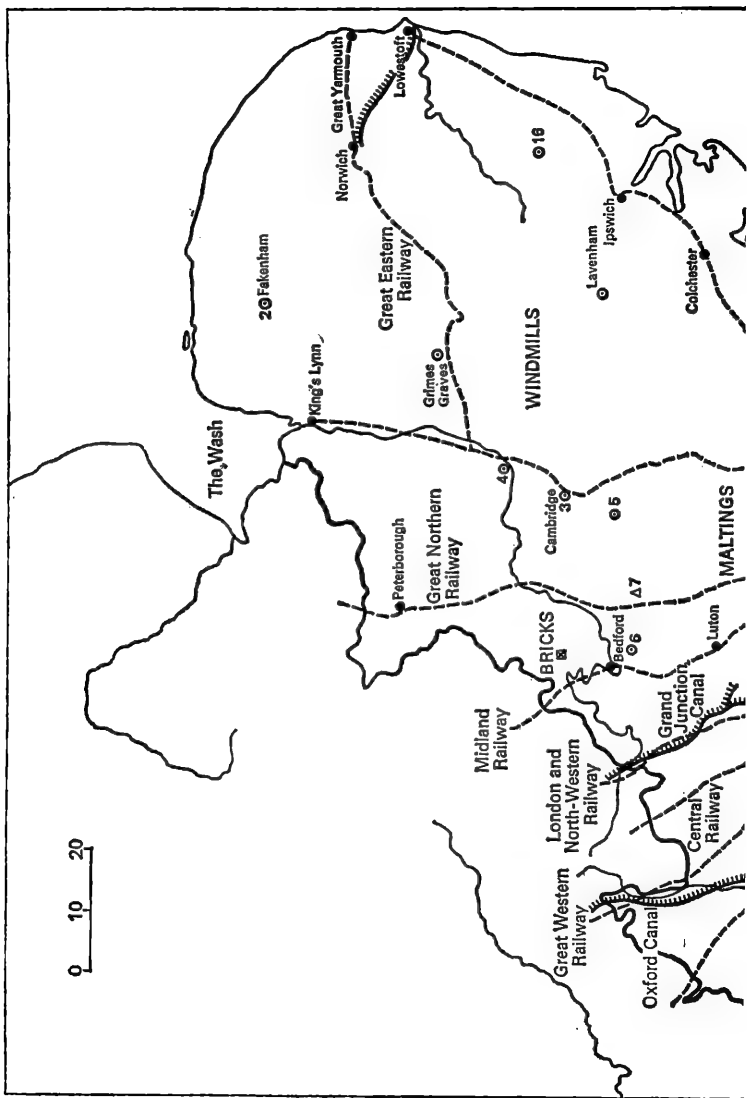 0 10 20
The Wash
King's Lynn
2
Fakenham
Norwich
Great Yarmouth
Lowestoft
Great Eastern
Railway
Grimes
Graves
Peterborough
Great Northern
Railway
4
WINDMILLS
16
Midland
Railway
BRICKS
Cambridge
3
Lavenham
Ipswich
London and
North-Western
Railway
Bedford
6
7
5
Great Western
Railway
Grand
Junction
Canal
Luton
Colchester
Oxford Canal
Central
Railway
MALTINGS